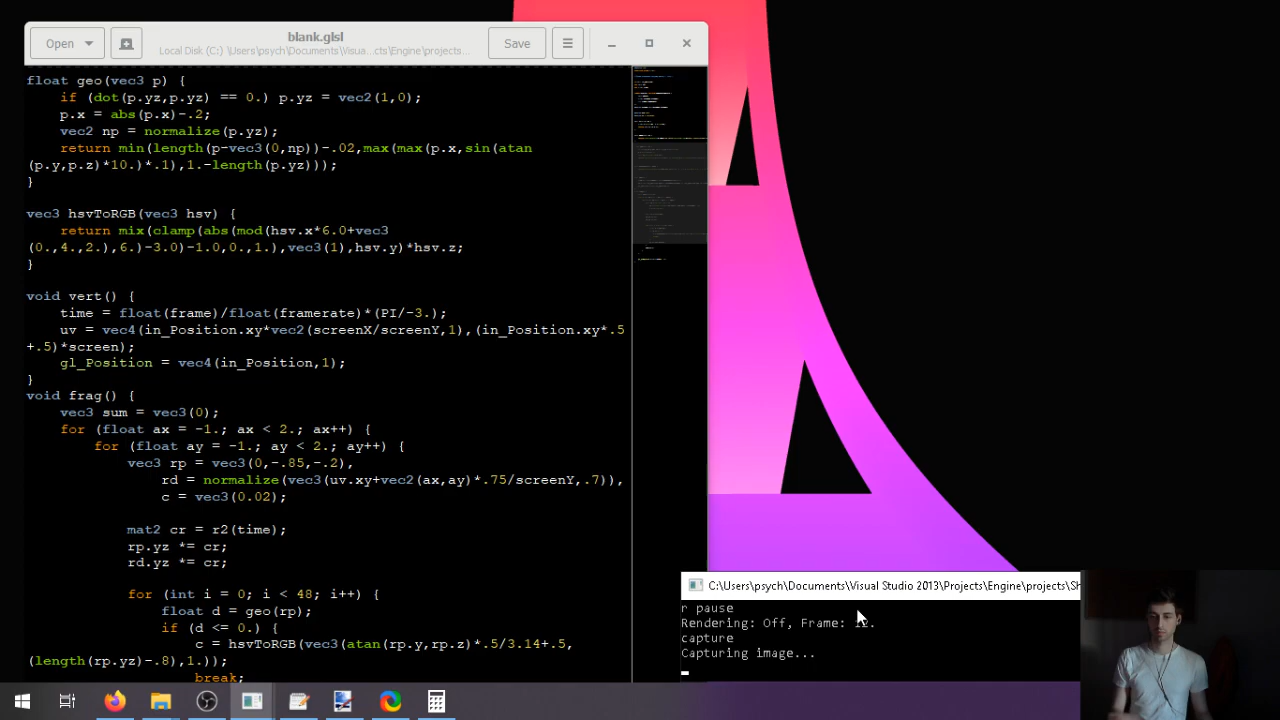 blank.glsl
Open
Local Disk (C:) \Users\psych\Documents\Visua...cts\Engine\projects...
Save
float geo(vec3 p) {
if (dot(p.yz,p.yz) == 0.) p.yz = vec2(1,0);
p.x = abs(p.x)-.2;
vec2 np = normalize(p.yz);
return min(length(p-vec3(0,np))-.02,max(max(p.x,sin(atan
(p.y,p.z)*10.)*.1),1.-length(p.yz)));
}
vec3 hsvToRGB(vec3 hsv) {
return mix(clamp(abs(mod(hsv.x*6.0+vec3
(0.,4.,2.),6.)-3.0)-1.0,0.,1.),vec3(1),hsv.y)*hsv.z;
}
void vert() {
time = float(frame)/float(framerate)*(PI/-3.);
uv = vec4(in_Position.xy*vec2(screenX/screenY,1),(in_Position.xy*.5
+.5)*screen);
gl_Position = vec4(in_Position,1);
}
void frag() {
vec3 sum = vec3(0);
for (float ax = -1.; ax < 2.; ax++) {
for (float ay = -1.; ay < 2.; ay++) {
vec3 rp = vec3(0,-.85,-.2),
rd = normalize(vec3(uv.xy+vec2(ax,ay)*.75/screenY,.7)),
c = vec3(0.02);
mat2 cr = r2(time);
rp.yz *= cr;
rd.yz *= cr;
for (int i = 0; i < 48; i++) {
float d = geo(rp);
if (d <= 0.) {
c = hsvToRGB(vec3(atan(rp.y,rp.z)*.5/3.14+.5,
(length(rp.yz)-.8),1.));
break;
C:\Users\psych\Documents\Visual Studio 2013\Projects\Engine\projects\Sh
r pause
Rendering: Off, Frame:
capture
Capturing image...